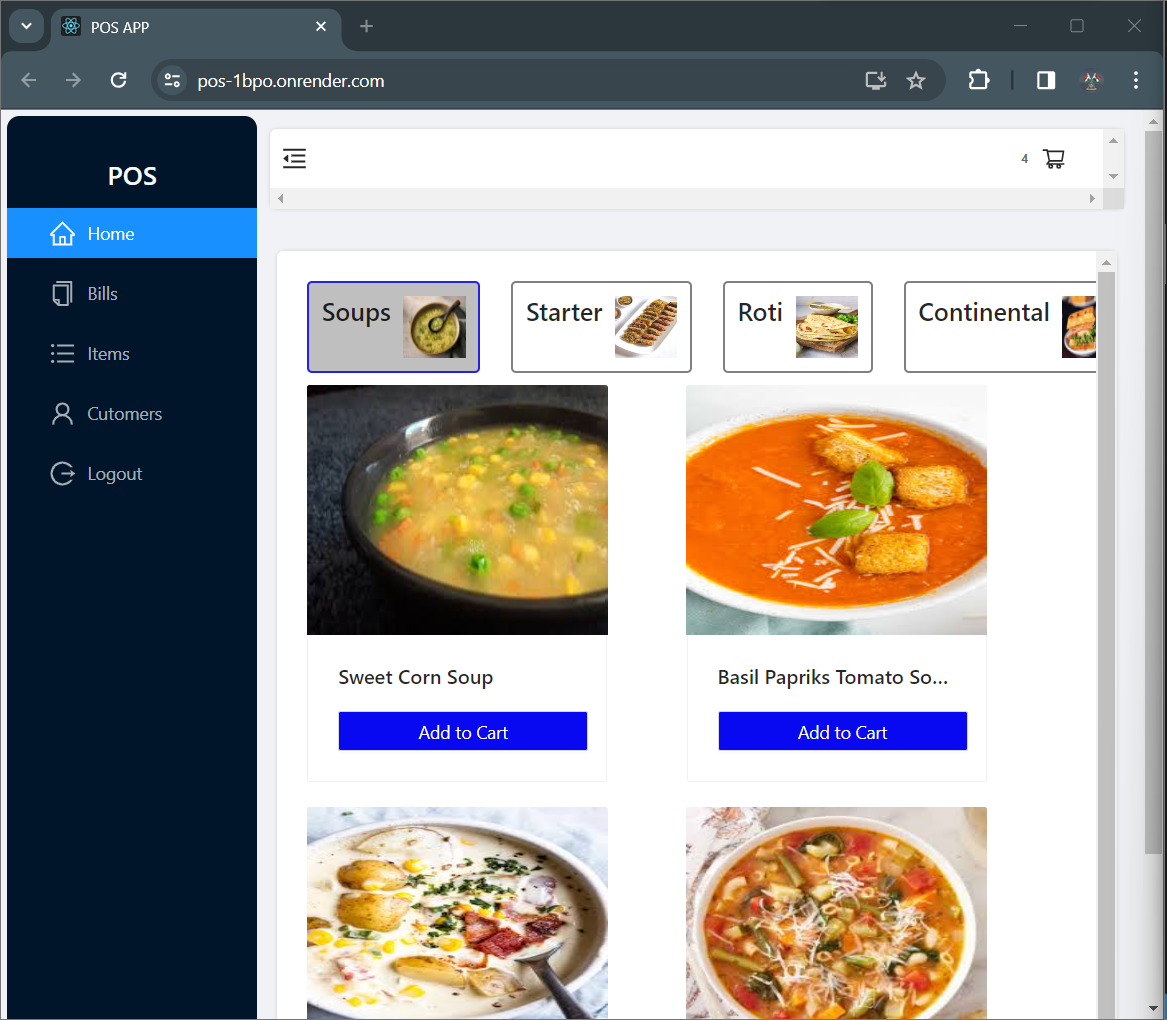 POS APP
pos-1bpo.onrender.com
POS
Home
Bills
Items
Cutomers
Logout
4
Soups
Starter
Roti
Continental
Sweet Corn Soup
Basil Papriks Tomato So...
Add to Cart
Add to Cart